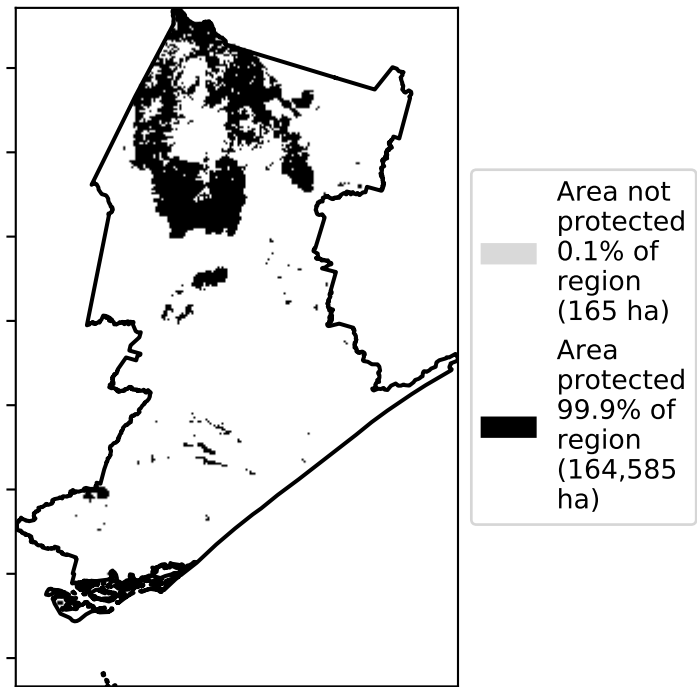 Area not
protected
0.1% of
region
(165 ha)
Area
protected
99.9% of
region
(164,585
ha)